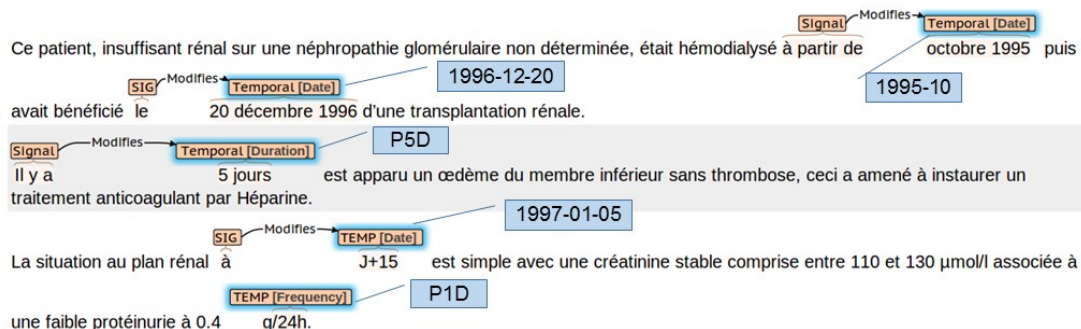 SIgnal Modifies Temporal [Date]
Ce patient, insuffisant rénal sur une néphropathie glomérulaire non déterminée, était hémodialysé à partir de octobre 1995 puis
SIG Modifies Temporal [Date] 1996-12-20 1995-10
avait bénéficié le 20 décembre 1996 d'une transplantation rénale.
SIgnal Modifies Temporal [Duration] P5D
Il y a 5 jours est apparu un œdème du membre inférieur sans thrombose, ceci a amené à instaurer un
traitement anticoagulant par Héparine.
1997-01-05
SIG Modifies TEMP [Date]
La situation au plan rénal à J+15 est simple avec une créatinine stable comprise entre 110 et 130 µmol/l associée à
TEMP [Frequency] P1D
une faible protéinurie à 0.4 g/24h.